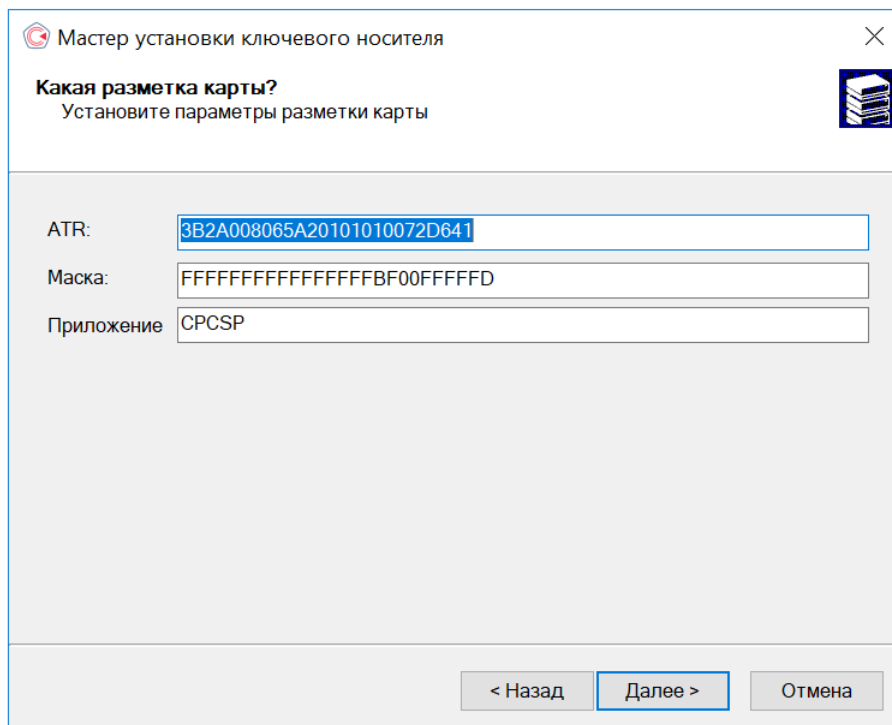 Мастер установки ключевого носителя
Какая разметка карты?
Установите параметры разметки карты
ATR: 3B2A008065A20101010072D641
Маска: FFFFFFFFFFFFFFFFBF00FFFFFD
Приложение CPCSP
< Назад Далее > Отмена